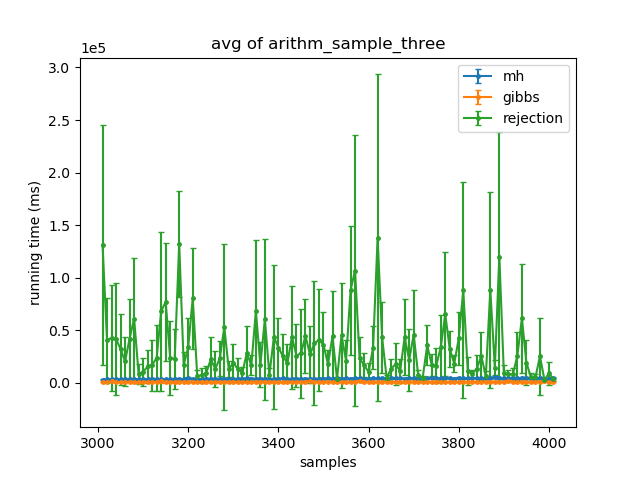 avg of arithm_sample_three
1e5
3.0
2.5
2.0
1.5
1.0
0.5
0.0
running time (ms)
mh
gibbs
rejection
3000 3200 3400 3600 3800 4000
samples